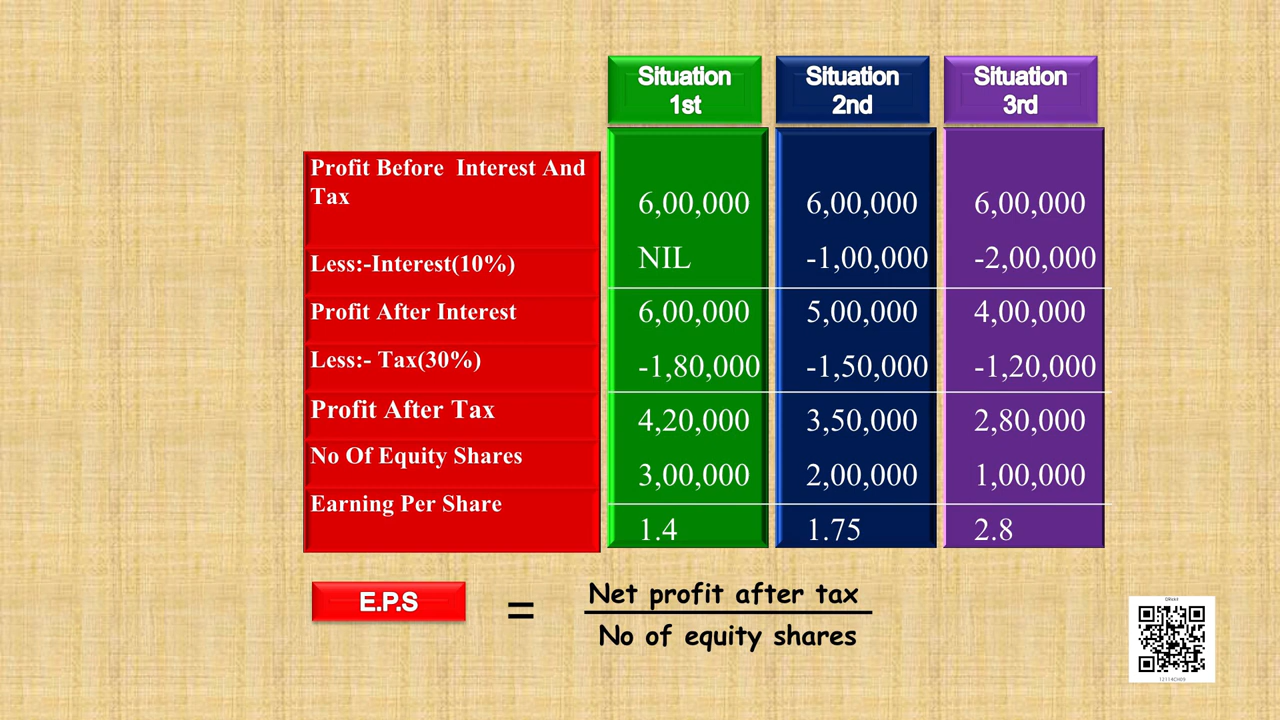 Situation 1st
Situation 2nd
Situation 3rd
Profit Before Interest And
Tax
6,00,000
6,00,000
6,00,000
Less:-Interest(10%)
NIL
-1,00,000
-2,00,000
Profit After Interest
6,00,000
5,00,000
4,00,000
Less:- Tax(30%)
-1,80,000
-1,50,000
-1,20,000
Profit After Tax
4,20,000
3,50,000
2,80,000
No Of Equity Shares
3,00,000
2,00,000
1,00,000
Earning Per Share
1.4
1.75
2.8
E.P.S
=
Net profit after tax
No of equity shares
12114CH09